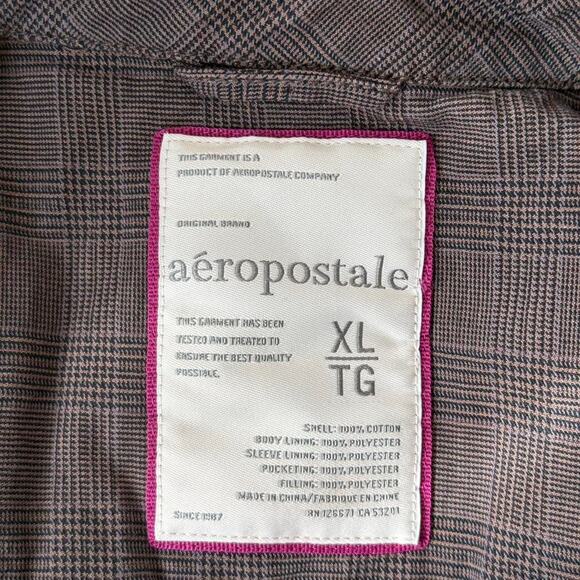 THIS GARMENT IS A
PRODUCT OF AEROPOSTALE COMPANY
ORIGINAL BRAND
aéropostale
THIS GARMENT HAS BEEN
TESTED AND TREATED TO
ENSURE THE BEST QUALITY
POSSIBLE.
XL
TG
SHELL: 100% COTTON
BODY LINING: 100% POLYESTER
SLEEVE LINING: 100% POLYESTER
POCKETING: 100% POLYESTER
FILLING: 100% POLYESTER
MADE IN CHINA/FABRIQUE EN CHINE
RN 126671 CA 53201
SINCE 1987